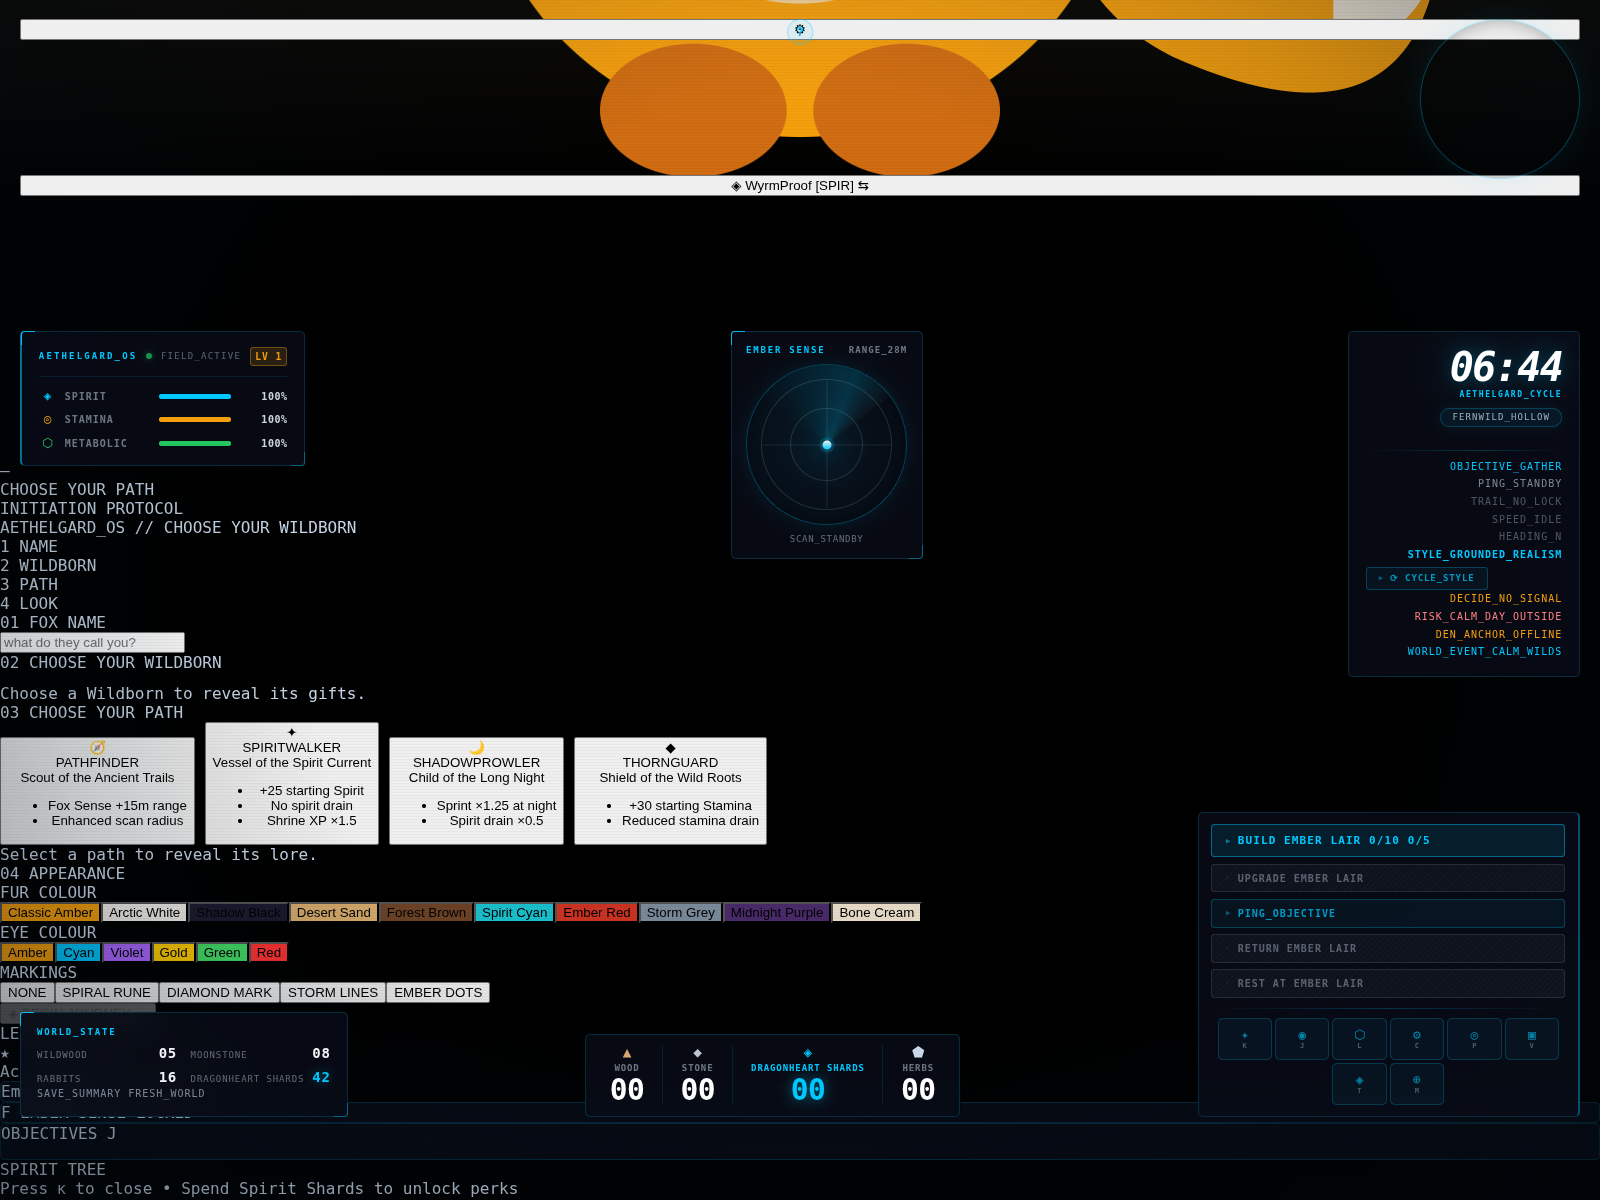 ◈ WyrmProof [SPIR] ⇆
AETHELGARD_OS ● FIELD_ACTIVE LV 1
◈ SPIRIT 100%
◎ STAMINA 100%
⬡ METABOLIC 100%
EMBER SENSE RANGE_28M
SCAN_STANDBY
06:44
AETHELGARD_CYCLE
FERNWILD_HOLLOW
OBJECTIVE_GATHER
PING_STANDBY
TRAIL_NO_LOCK
SPEED_IDLE
HEADING_N
STYLE_GROUNDED_REALISM
▸ ⟳ CYCLE_STYLE
DECIDE_NO_SIGNAL
RISK_CALM_DAY_OUTSIDE
DEN_ANCHOR_OFFLINE
WORLD_EVENT_CALM_WILDS
—
CHOOSE YOUR PATH
INITIATION PROTOCOL
AETHELGARD_OS // CHOOSE YOUR WILDBORN
1 NAME
2 WILDBORN
3 PATH
4 LOOK
01 FOX NAME
what do they call you?
02 CHOOSE YOUR WILDBORN
Choose a Wildborn to reveal its gifts.
03 CHOOSE YOUR PATH
🧭
PATHFINDER
Scout of the Ancient Trails
• Fox Sense +15m range
• Enhanced scan radius
✦
SPIRITWALKER
Vessel of the Spirit Current
• +25 starting Spirit
• No spirit drain
• Shrine XP ×1.5
🌙
SHADOWPROWLER
Child of the Long Night
• Sprint ×1.25 at night
• Spirit drain ×0.5
◆
THORNGUARD
Shield of the Wild Roots
• +30 starting Stamina
• Reduced stamina drain
Select a path to reveal its lore.
04 APPEARANCE
FUR COLOUR
Classic Amber Arctic White Shadow Black Desert Sand Forest Brown Spirit Cyan Ember Red Storm Grey Midnight Purple Bone Cream
EYE COLOUR
Amber Cyan Violet Gold Green Red
MARKINGS
NONE SPIRAL RUNE DIAMOND MARK STORM LINES EMBER DOTS
LE
★
Ac
Em
F
WORLD_STATE
WILDWOOD 05 MOONSTONE 08
RABBITS 16 DRAGONHEART SHARDS 42
SAVE_SUMMARY FRESH_WORLD
▲ WOOD 00
◆ STONE 00
◈ DRAGONHEART SHARDS 00
⬟ HERBS 00
▸ BUILD EMBER LAIR 0/10 0/5
UPGRADE EMBER LAIR
▸ PING_OBJECTIVE
RETURN EMBER LAIR
REST AT EMBER LAIR
✦ K
◉ J
⬡ L
⚙ C
◎ P
▣ V
◈ T
⊕ M
OBJECTIVES J
SPIRIT TREE
Press K to close • Spend Spirit Shards to unlock perks